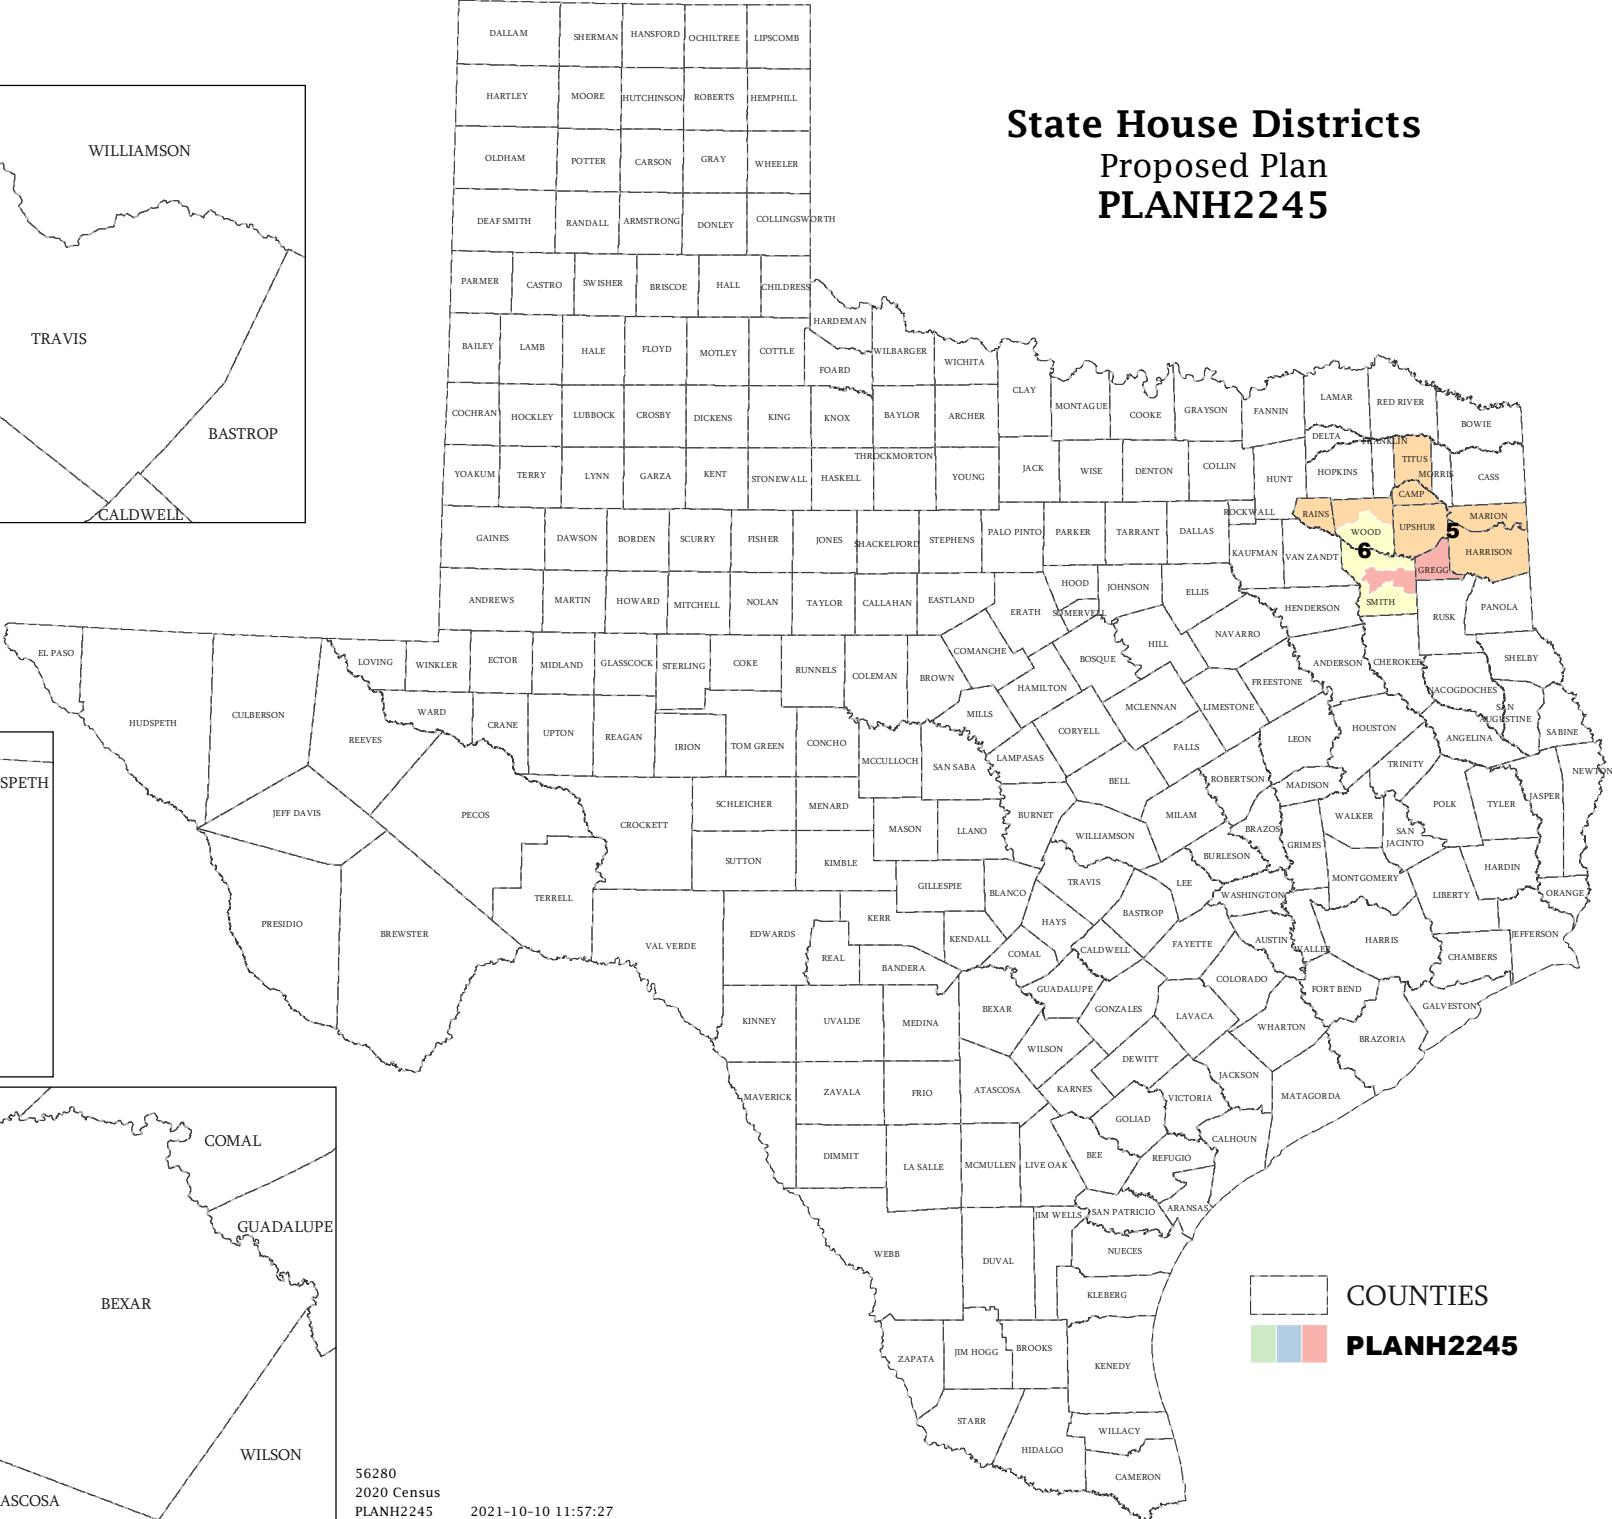 State House Districts
Proposed Plan
PLANH2245
WILLIAMSON
TRAVIS
BASTROP
CALDWELL
SPETH
COMAL
GUADALUPE
BEXAR
WILSON
ASCOSA
DALLAM SHERMAN HANSFORD OCHILTREE LIPSCOMB
HARTLEY MOORE HUTCHINSON ROBERTS HEMPHILL
OLDHAM POTTER CARSON GRAY WHEELER
DEAF SMITH RANDALL ARMSTRONG DONLEY COLLINGSWORTH
PARMER CASTRO SWISHER BRISCOE HALL CHILDRESS
HARDEMAN
BAILEY LAMB HALE FLOYD MOTLEY COTTLE FOARD WILBARGER WICHITA
CLAY MONTAGUE COOKE GRAYSON FANNIN LAMAR RED RIVER BOWIE
COCHRAN HOCKLEY LUBBOCK CROSBY DICKENS KING KNOX BAYLOR ARCHER
DELTA FRANKLIN TITUS MORRIS CASS
YOAKUM TERRY LYNN GARZA KENT STONEWALL HASKELL THROCKMORTON YOUNG JACK WISE DENTON COLLIN HUNT HOPKINS
CAMP
ROCKWALL RAINS WOOD UPSHUR MARION
5
6
GAINES DAWSON BORDEN SCURRY FISHER JONES SHACKELFORD STEPHENS PALO PINTO PARKER TARRANT DALLAS KAUFMAN VAN ZANDT HARRISON
GREGG
ANDREWS MARTIN HOWARD MITCHELL NOLAN TAYLOR CALLAHAN EASTLAND ERATH HOOD SOMERVELL JOHNSON ELLIS HENDERSON SMITH RUSK PANOLA
NAVARRO
EL PASO HUDSPETH CULBERSON LOVING WINKLER ECTOR MIDLAND GLASSCOCK STERLING COKE RUNNELS COLEMAN BROWN COMANCHE BOSQUE HILL ANDERSON CHEROKEE SHELBY
HAMILTON FREESTONE NACOGDOCHES
REEVES WARD CRANE UPTON REAGAN IRION TOM GREEN CONCHO MILLS MCLENNAN LIMESTONE
SAN
AUGUSTINE
SABINE
MCCULLOCH SAN SABA LAMPASAS CORYELL FALLS LEON HOUSTON ANGELINA
BELL ROBERTSON MADISON TRINITY NEWTON
JEFF DAVIS PECOS CROCKETT SCHLEICHER MENARD MASON LLANO BURNET MILAM WALKER POLK TYLER JASPER
WILLIAMSON BRAZOS GRIMES
SAN
JACINTO
SUTTON KIMBLE BURLESON HARDIN
GILLESPIE BLANCO TRAVIS LEE WASHINGTON MONTGOMERY LIBERTY ORANGE
PRESIDIO BREWSTER TERRELL VAL VERDE EDWARDS KERR KENDALL HAYS BASTROP
REAL BANDERA COMAL CALDWELL FAYETTE AUSTIN WALLER HARRIS JEFFERSON
CHAMBERS
GUADALUPE COLORADO FORT BEND GALVESTON
KINNEY UVALDE MEDINA BEXAR GONZALES LAVACA WHARTON BRAZORIA
WILSON DEWITT
MAVERICK ZAVALA FRIO ATASCOSA KARNES JACKSON MATAGORDA
VICTORIA
GOLIAD
CALHOUN
DIMMIT LA SALLE MCMULLEN LIVE OAK BEE REFUGIO
JIM WELLS SAN PATRICIO ARANSAS
WEBB DUVAL NUECES
KLEBERG
ZAPATA JIM HOGG BROOKS KENEDY
STARR HIDALGO WILLACY
CAMERON
COUNTIES
PLANH2245
56280
2020 Census
PLANH2245 2021-10-10 11:57:27